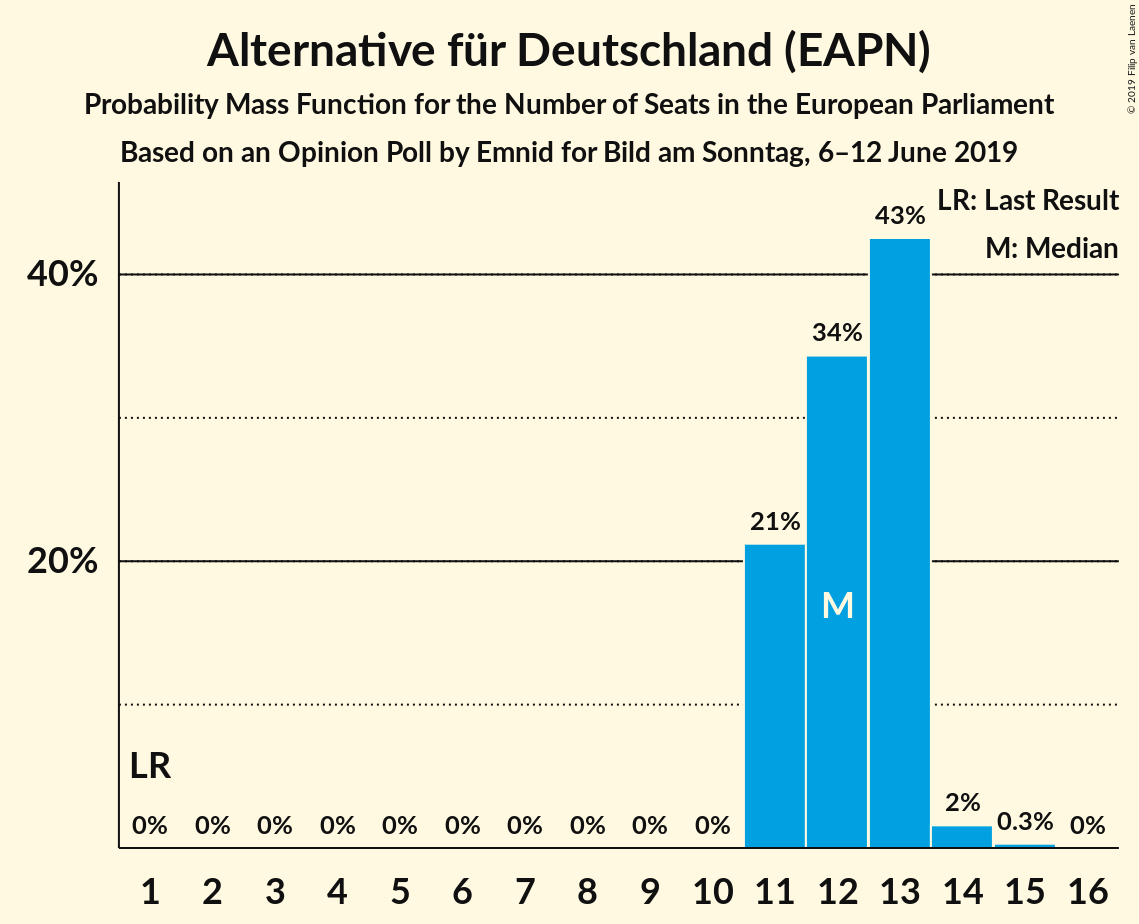 Alternative für Deutschland (EAPN)
Probability Mass Function for the Number of Seats in the European Parliament
Based on an Opinion Poll by Emnid for Bild am Sonntag, 6–12 June 2019
© 2019 Filip van Laenen
LR: Last Result
M: Median
43%
40%
34%
21%
20%
M
LR
0% 0% 0% 0% 0% 0% 0% 0% 0% 0% 2% 0.3% 0%
1 2 3 4 5 6 7 8 9 10 11 12 13 14 15 16